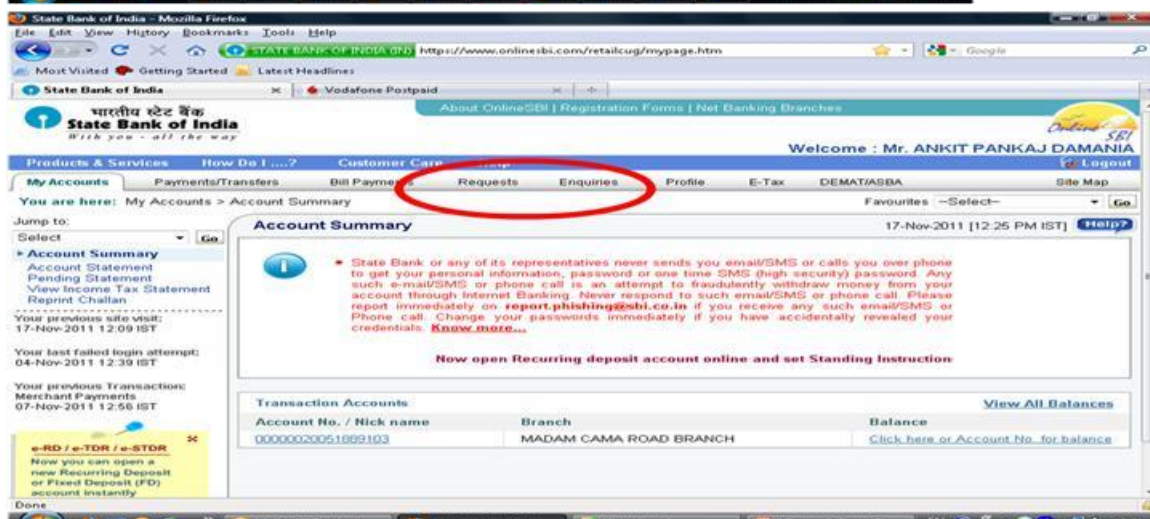 State Bank of India - Mozilla Firefox
File Edit View History Bookmarks Tools Help
STATE BANK OF INDIA (IN) https://www.onlinesbi.com/retailcug/mypage.htm
Google
Most Visited Getting Started Latest Headlines
State Bank of India
Vodafone Postpaid
भारतीय स्टेट बैंक
State Bank of India
With you - all the way
About OnlineSBI | Registration Forms | Net Banking Branches
Online SBI
Welcome : Mr. ANKIT PANKAJ DAMANIA
Products & Services How Do I ....? Customer Care
Logout
My Accounts Payments/Transfers Bill Payments Requests Enquiries Profile E-Tax DEMAT/ASBA Site Map
You are here: My Accounts > Account Summary
Favourites --Select-- Go
Jump to:
Select Go
Account Summary
Account Statement
Pending Statement
View Income Tax Statement
Reprint Challan
Your previous site visit:
17-Nov-2011 12:09 IST
Your last failed login attempt:
04-Nov-2011 12:39 IST
Your previous Transaction:
Merchant Payments
07-Nov-2011 12:56 IST
e-RD / e-TDR / e-STDR
Now you can open a
new Recurring Deposit
or Fixed Deposit (FD)
account instantly
Account Summary
17-Nov-2011 [12:25 PM IST] Help?
State Bank or any of its representatives never sends you email/SMS or calls you over phone
to get your personal information, password or one time SMS (high security) password. Any
such e-mail/SMS or phone call is an attempt to fraudulently withdraw money from your
account through Internet Banking. Never respond to such email/SMS or phone call. Please
report immediately on report.phishing@sbi.co.in if you receive any such email/SMS or
Phone call. Change your passwords immediately if you have accidentally revealed your
credentials. Know more...
Now open Recurring deposit account online and set Standing Instruction
Transaction Accounts
View All Balances
Account No. / Nick name Branch Balance
00000020051889103 MADAM CAMA ROAD BRANCH Click here or Account No. for balance
Done